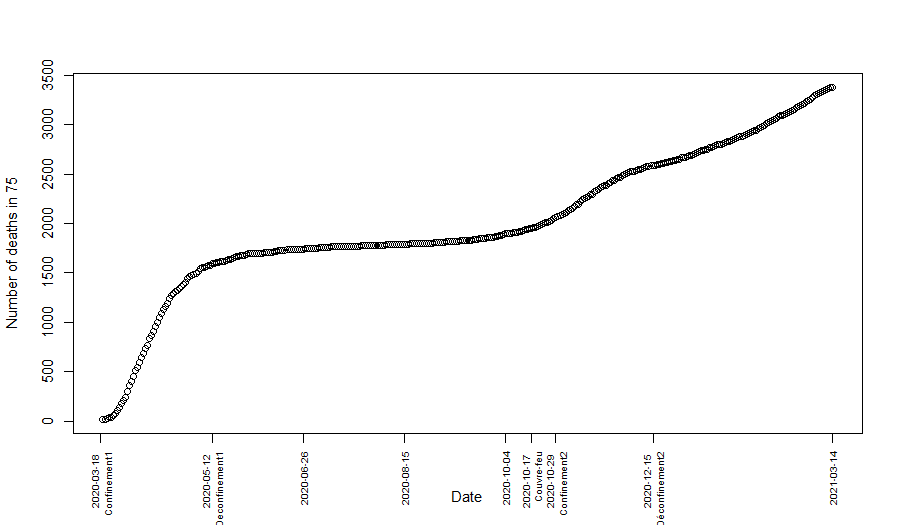 Number of deaths in 75
3500
3000
2500
2000
1500
1000
500
0
2020-03-18
Confinement1
2020-05-12
Deconfinement1
2020-06-26
2020-08-15
2020-10-04
2020-10-17
Couvre-feu
2020-10-29
Confinement2
2020-12-15
Déconfinement2
2021-03-14
Date